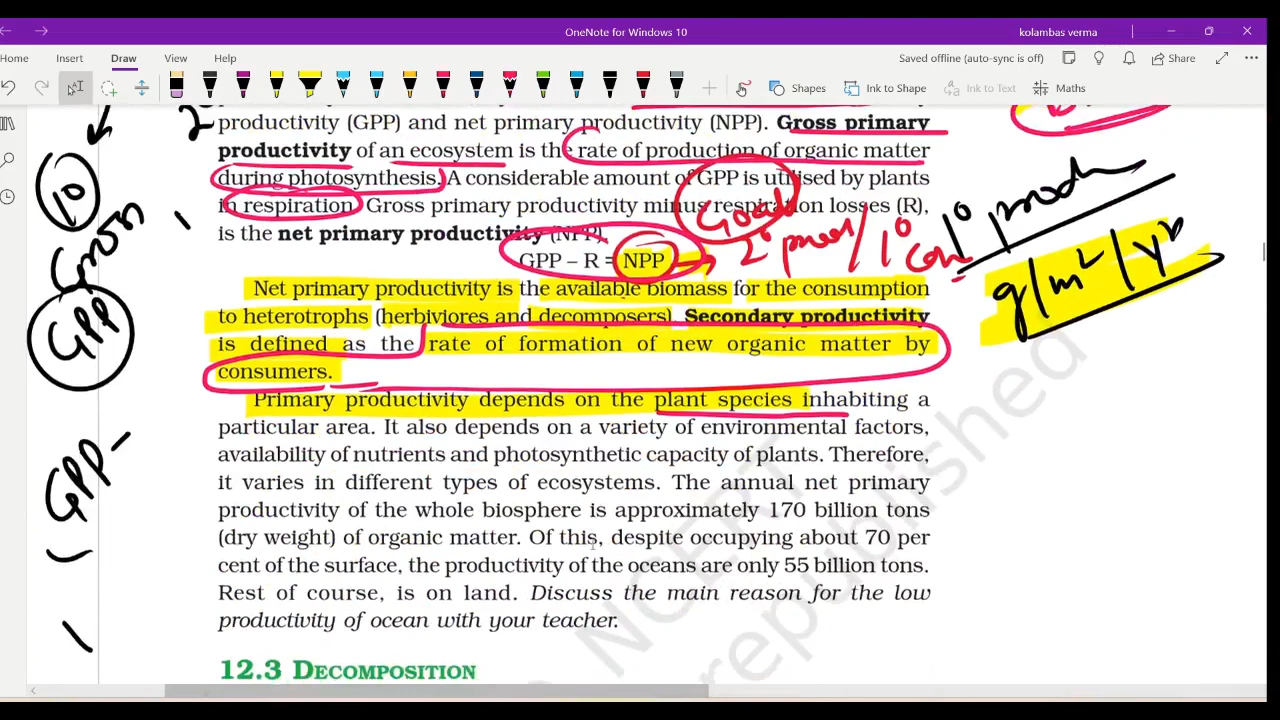 OneNote for Windows 10
kolambas verma
Home Insert Draw View Help
Saved offline (auto-sync is off)
Share
Shapes
Ink to Shape
Ink to Text
Maths
productivity (GPP) and net primary productivity (NPP). Gross primary
productivity of an ecosystem is the rate of production of organic matter
during photosynthesis. A considerable amount of GPP is utilised by plants
in respiration. Gross primary productivity minus respiration losses (R),
is the net primary productivity (NPP).
GPP – R = NPP
Net primary productivity is the available biomass for the consumption
to heterotrophs (herbiviores and decomposers). Secondary productivity
is defined as the rate of formation of new organic matter by
consumers.
Primary productivity depends on the plant species inhabiting a
particular area. It also depends on a variety of environmental factors,
availability of nutrients and photosynthetic capacity of plants. Therefore,
it varies in different types of ecosystems. The annual net primary
productivity of the whole biosphere is approximately 170 billion tons
(dry weight) of organic matter. Of this, despite occupying about 70 per
cent of the surface, the productivity of the oceans are only 55 billion tons.
Rest of course, is on land. Discuss the main reason for the low
productivity of ocean with your teacher.
12.3 DECOMPOSITION
2
10
Gross
GPP
GPP-
1° prod
g/m²/yr
NCERT
republished